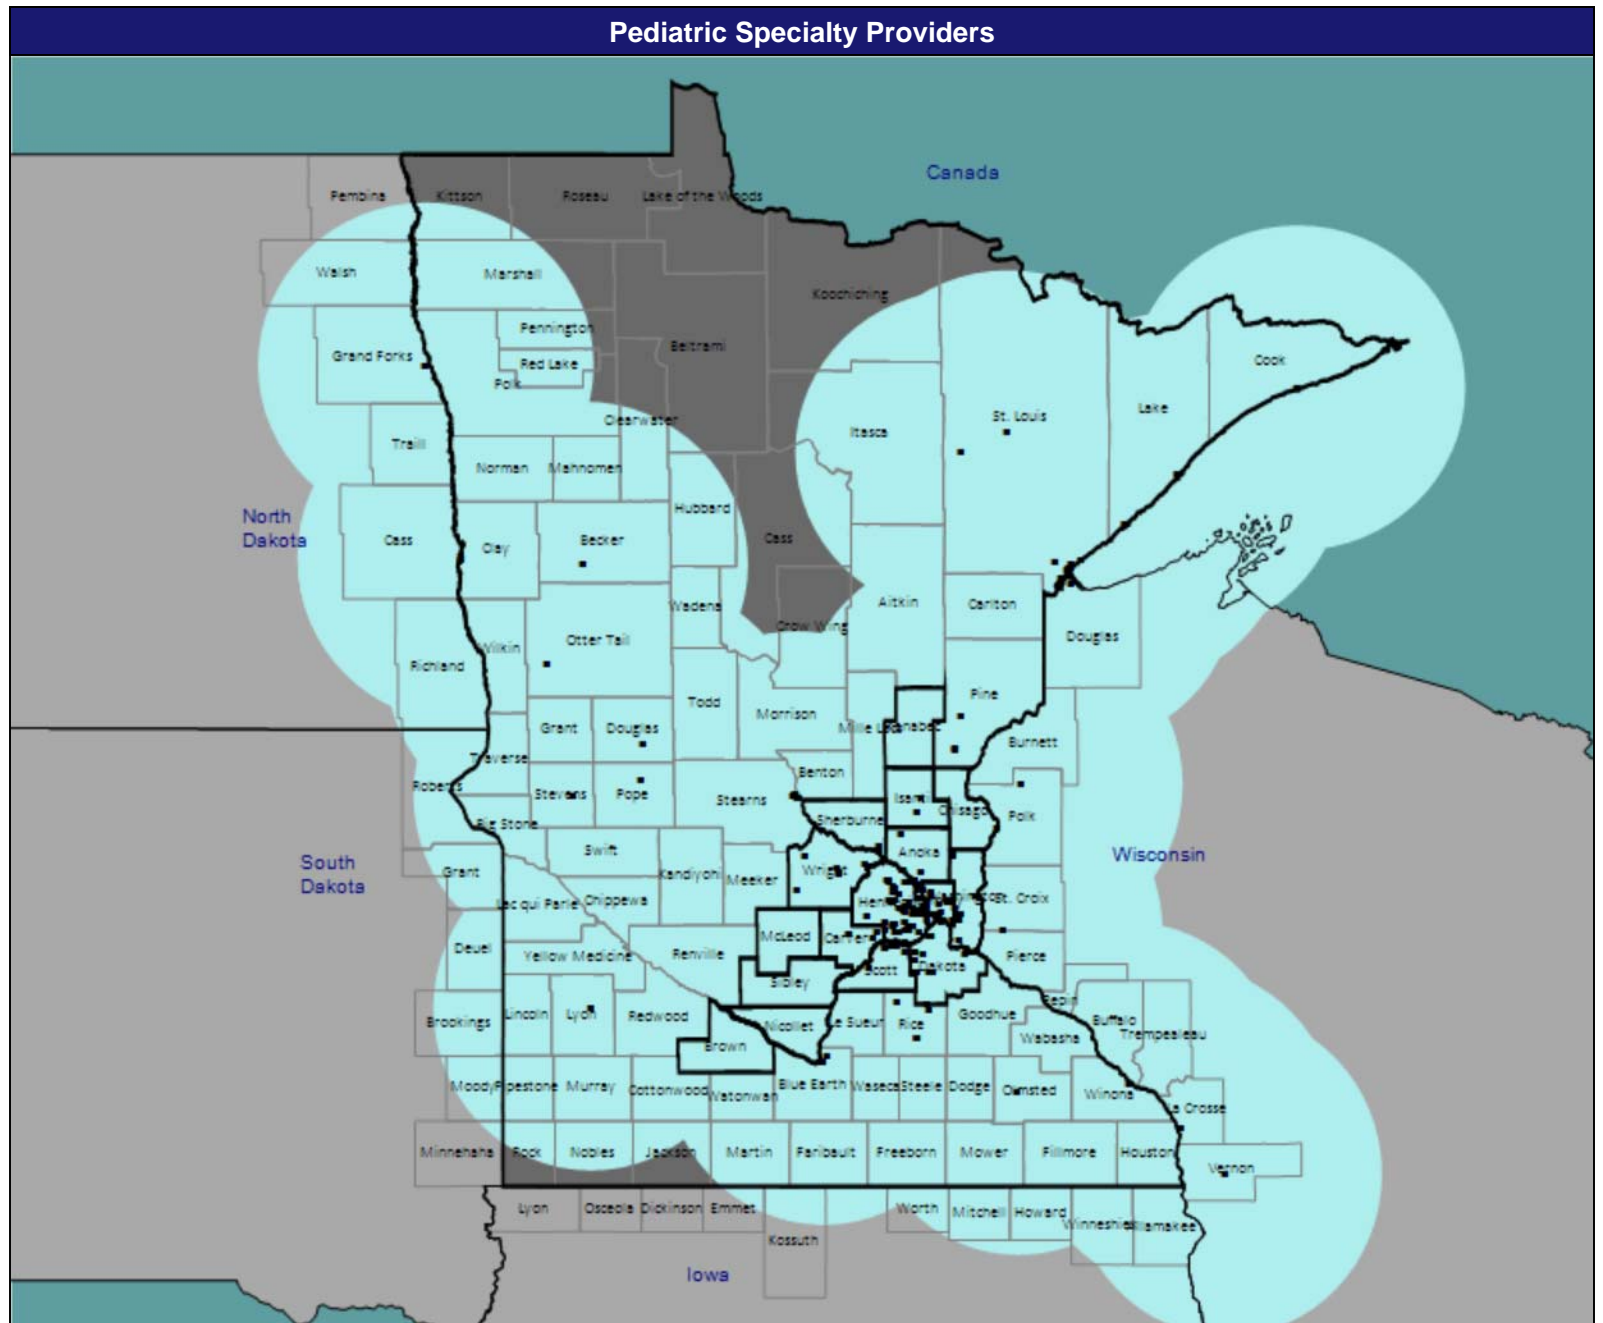 Pediatric Specialty Providers
Canada
Pembina
Kittson
Roseau
Lake of the Woods
Walsh
Marshall
Koochiching
Pennington
Beltrami
Grand Forks
Red Lake
Cook
Polk
Lake
St. Louis
Clearwater
Itasca
Traill
Norman
Mahnomen
Hubbard
North
Dakota
Cass
Clay
Becker
Cass
Wadena
Aitkin
Carlton
Crow Wing
Otter Tail
Douglas
Wilkin
Richland
Pine
Todd
Morrison
Grant
Douglas
Mille Lacs
Kanabec
Burnett
Traverse
Benton
Roberts
Stevens
Pope
Stearns
Isanti
Chisago
Polk
Big Stone
Sherburne
Swift
Anoka
Wisconsin
South
Dakota
Grant
Kandiyohi
Meeker
Wright
Lac qui Parle
Chippewa
St. Croix
McLeod
Carver
Deuel
Yellow Medicine
Renville
Pierce
Scott
Dakota
Sibley
Brookings
Lincoln
Lyon
Redwood
Nicollet
Le Sueur
Rice
Goodhue
Pepin
Buffalo
Trempealeau
Wabasha
Brown
Moody
Pipestone
Murray
Cottonwood
Watonwan
Blue Earth
Waseca
Steele
Dodge
Olmsted
Winona
La Crosse
Minnehaha
Rock
Nobles
Jackson
Martin
Faribault
Freeborn
Mower
Fillmore
Houston
Vernon
Lyon
Osceola
Dickinson
Emmet
Worth
Mitchell
Howard
Kossuth
Iowa